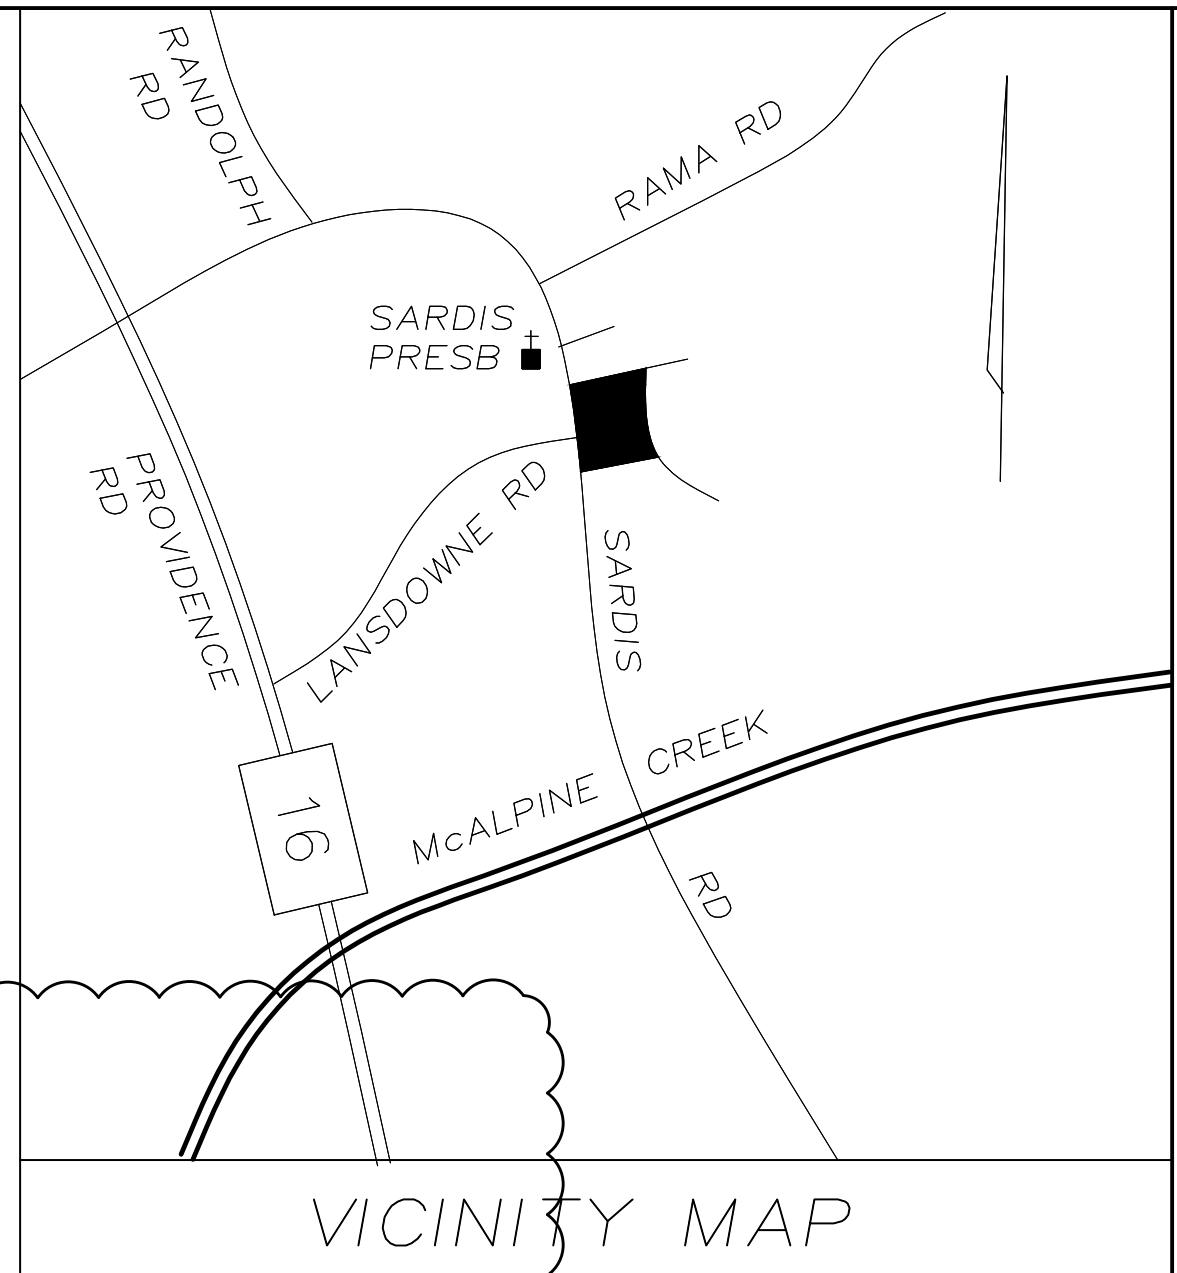 RANDOLPH
RD
RAMA RD
SARDIS
PRESB
PROVIDENCE
RD
LANSDOWNE RD
SARDIS
RD
McALPINE CREEK
16
VICINITY MAP